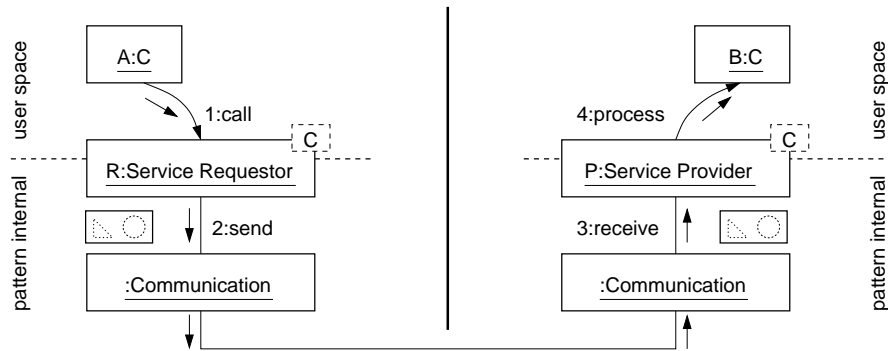 A:C
B:C
user space
user space
1:call
4:process
C
C
R:Service Requestor
P:Service Provider
pattern internal
pattern internal
2:send
3:receive
:Communication
:Communication